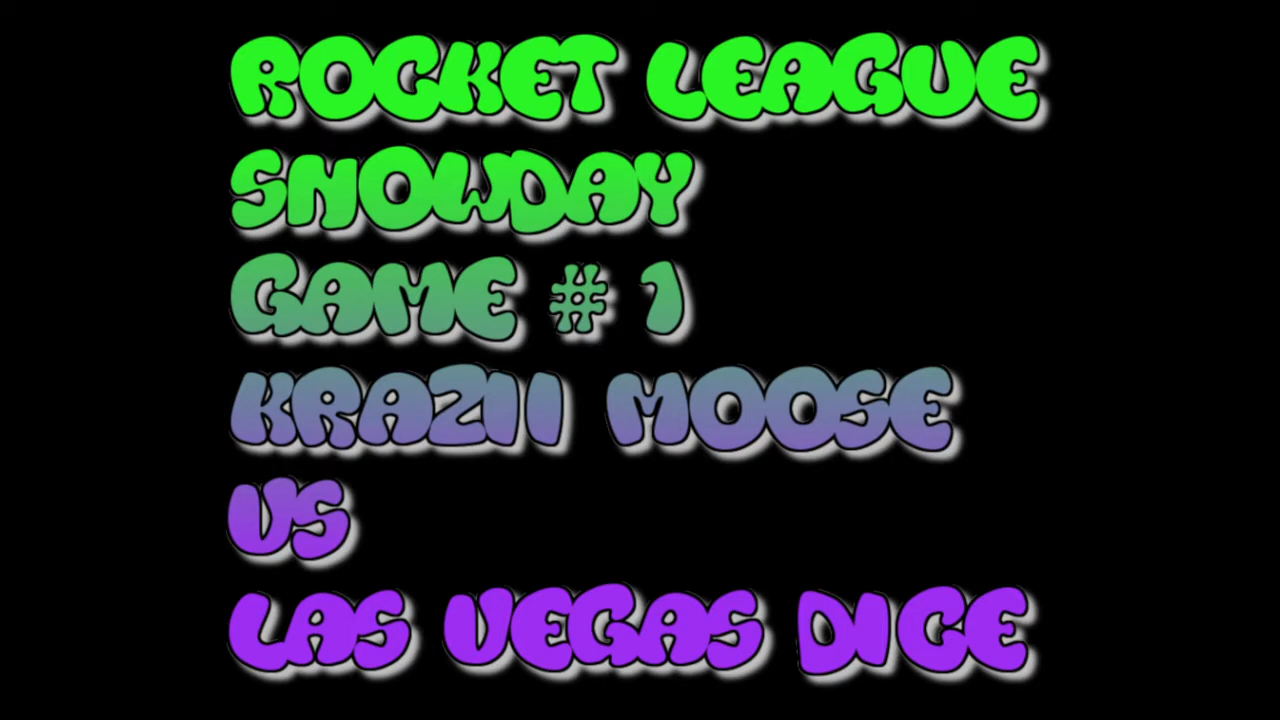 ROCKET LEAGUE
SNOWDAY
GAME # 1
KRAZII MOOSE
VS
LAS VEGAS DICE